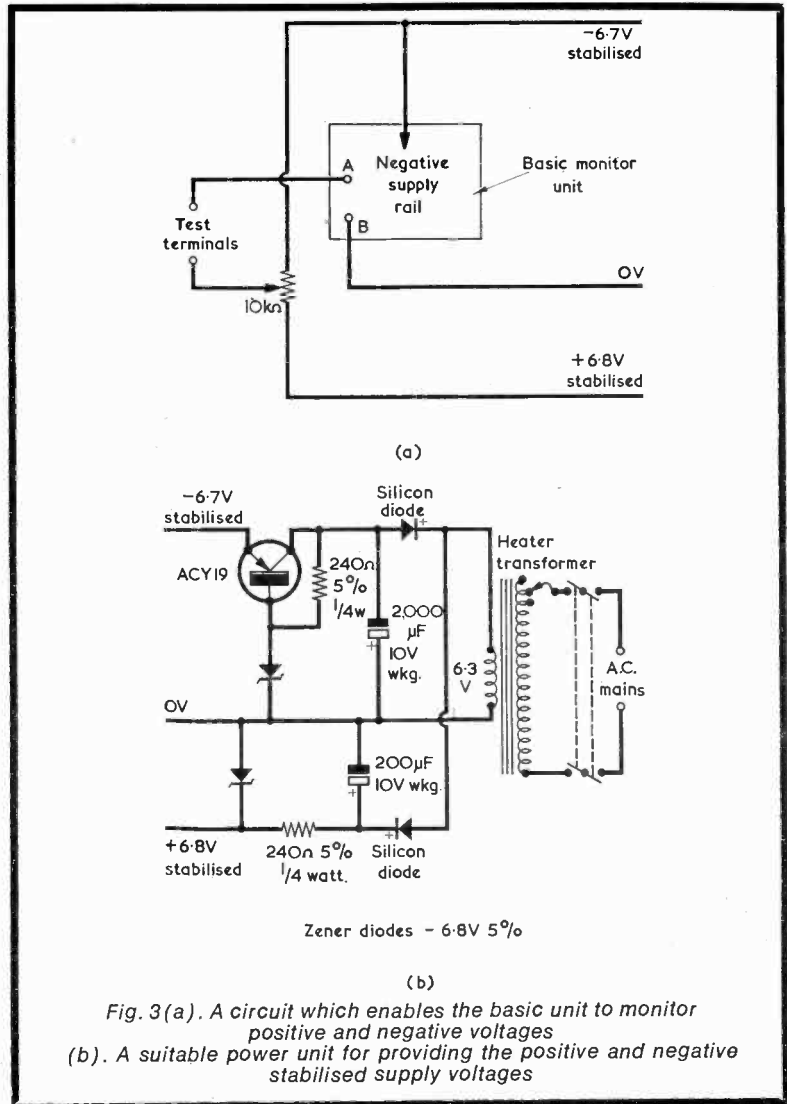 −6·7V
stabilised
A
Negative
supply
rail
Basic monitor
unit
B
Test
terminals
0V
10kΩ
+6·8V
stabilised
(a)
−6·7V
stabilised
Silicon
diode
+
Heater
transformer
ACY19
240Ω
5%
1/4w
2,000
μF
10V
wkg.
+
6·3
V
A.C.
mains
0V
200μF
10V wkg.
+
+
+6·8V
stabilised
240Ω 5%
1/4 watt.
Silicon
diode
Zener diodes − 6·8V 5%
(b)
Fig. 3(a). A circuit which enables the basic unit to monitor
positive and negative voltages
(b). A suitable power unit for providing the positive and negative
stabilised supply voltages